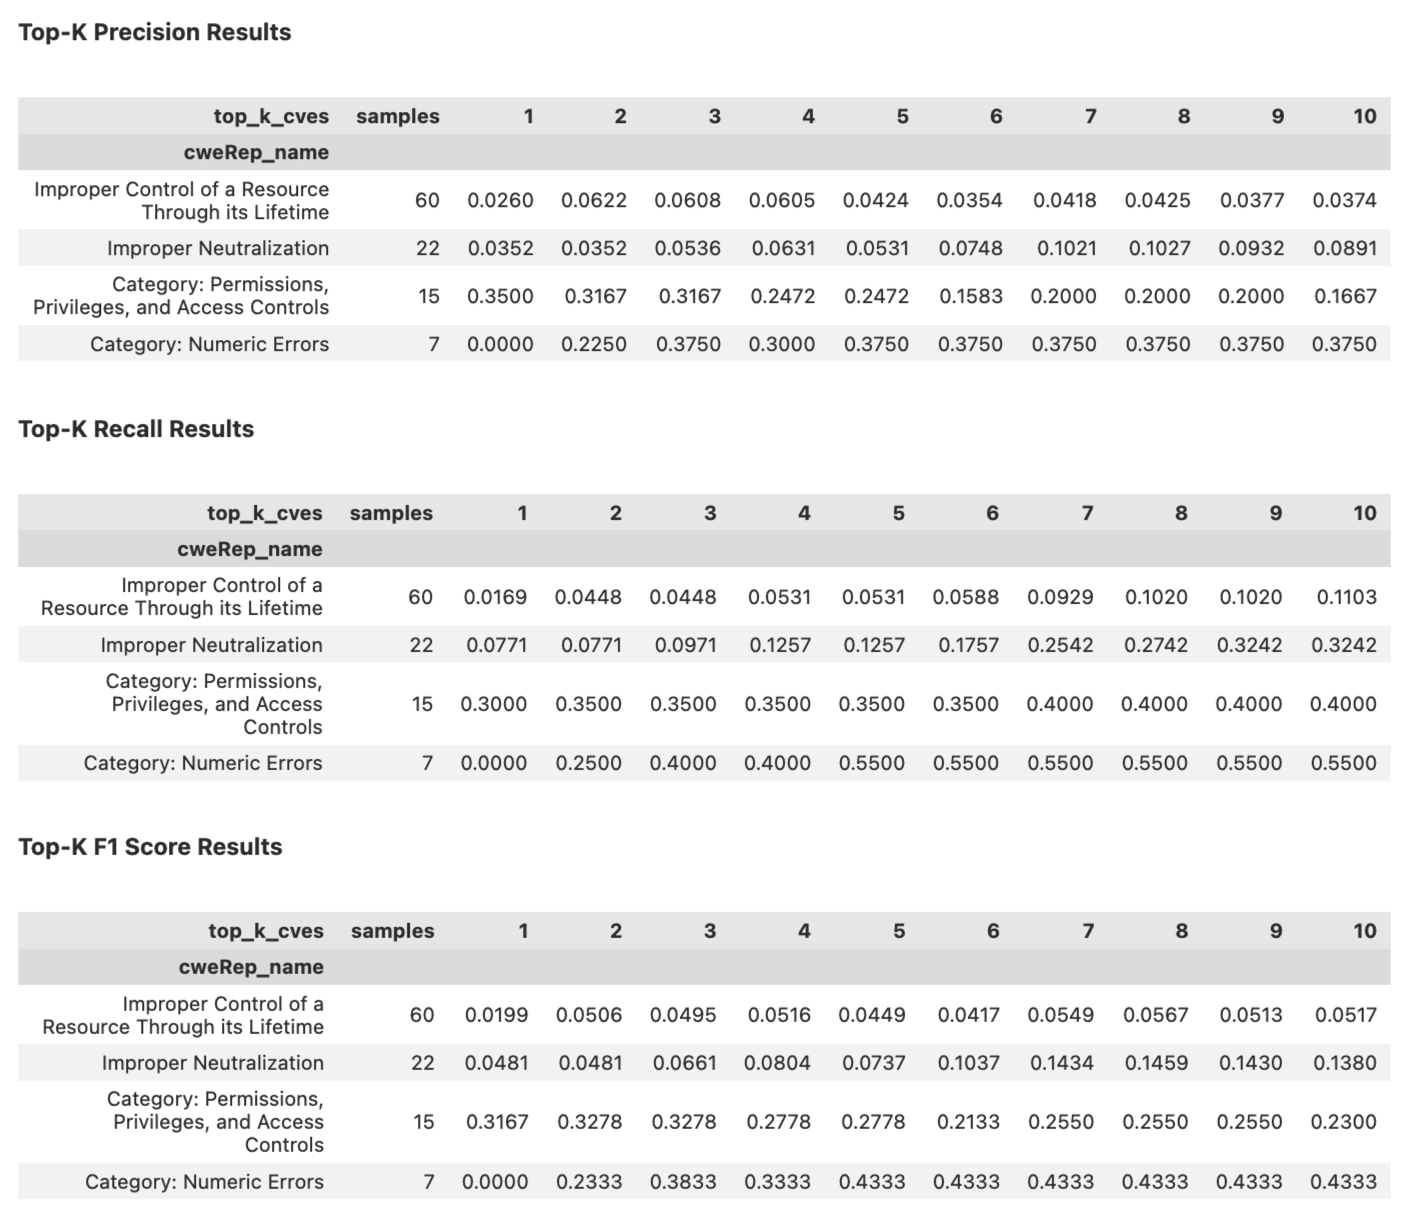 Top-K Precision Results
top_k_cves samples 1 2 3 4 5 6 7 8 9 10
cweRep_name
Improper Control of a Resource
Through its Lifetime 60 0.0260 0.0622 0.0608 0.0605 0.0424 0.0354 0.0418 0.0425 0.0377 0.0374
Improper Neutralization 22 0.0352 0.0352 0.0536 0.0631 0.0531 0.0748 0.1021 0.1027 0.0932 0.0891
Category: Permissions,
Privileges, and Access Controls 15 0.3500 0.3167 0.3167 0.2472 0.2472 0.1583 0.2000 0.2000 0.2000 0.1667
Category: Numeric Errors 7 0.0000 0.2250 0.3750 0.3000 0.3750 0.3750 0.3750 0.3750 0.3750 0.3750
Top-K Recall Results
top_k_cves samples 1 2 3 4 5 6 7 8 9 10
cweRep_name
Improper Control of a
Resource Through its Lifetime 60 0.0169 0.0448 0.0448 0.0531 0.0531 0.0588 0.0929 0.1020 0.1020 0.1103
Improper Neutralization 22 0.0771 0.0771 0.0971 0.1257 0.1257 0.1757 0.2542 0.2742 0.3242 0.3242
Category: Permissions,
Privileges, and Access 15 0.3000 0.3500 0.3500 0.3500 0.3500 0.3500 0.4000 0.4000 0.4000 0.4000
Controls
Category: Numeric Errors 7 0.0000 0.2500 0.4000 0.4000 0.5500 0.5500 0.5500 0.5500 0.5500 0.5500
Top-K F1 Score Results
top_k_cves samples 1 2 3 4 5 6 7 8 9 10
cweRep_name
Improper Control of a
Resource Through its Lifetime 60 0.0199 0.0506 0.0495 0.0516 0.0449 0.0417 0.0549 0.0567 0.0513 0.0517
Improper Neutralization 22 0.0481 0.0481 0.0661 0.0804 0.0737 0.1037 0.1434 0.1459 0.1430 0.1380
Category: Permissions,
Privileges, and Access 15 0.3167 0.3278 0.3278 0.2778 0.2778 0.2133 0.2550 0.2550 0.2550 0.2300
Controls
Category: Numeric Errors 7 0.0000 0.2333 0.3833 0.3333 0.4333 0.4333 0.4333 0.4333 0.4333 0.4333